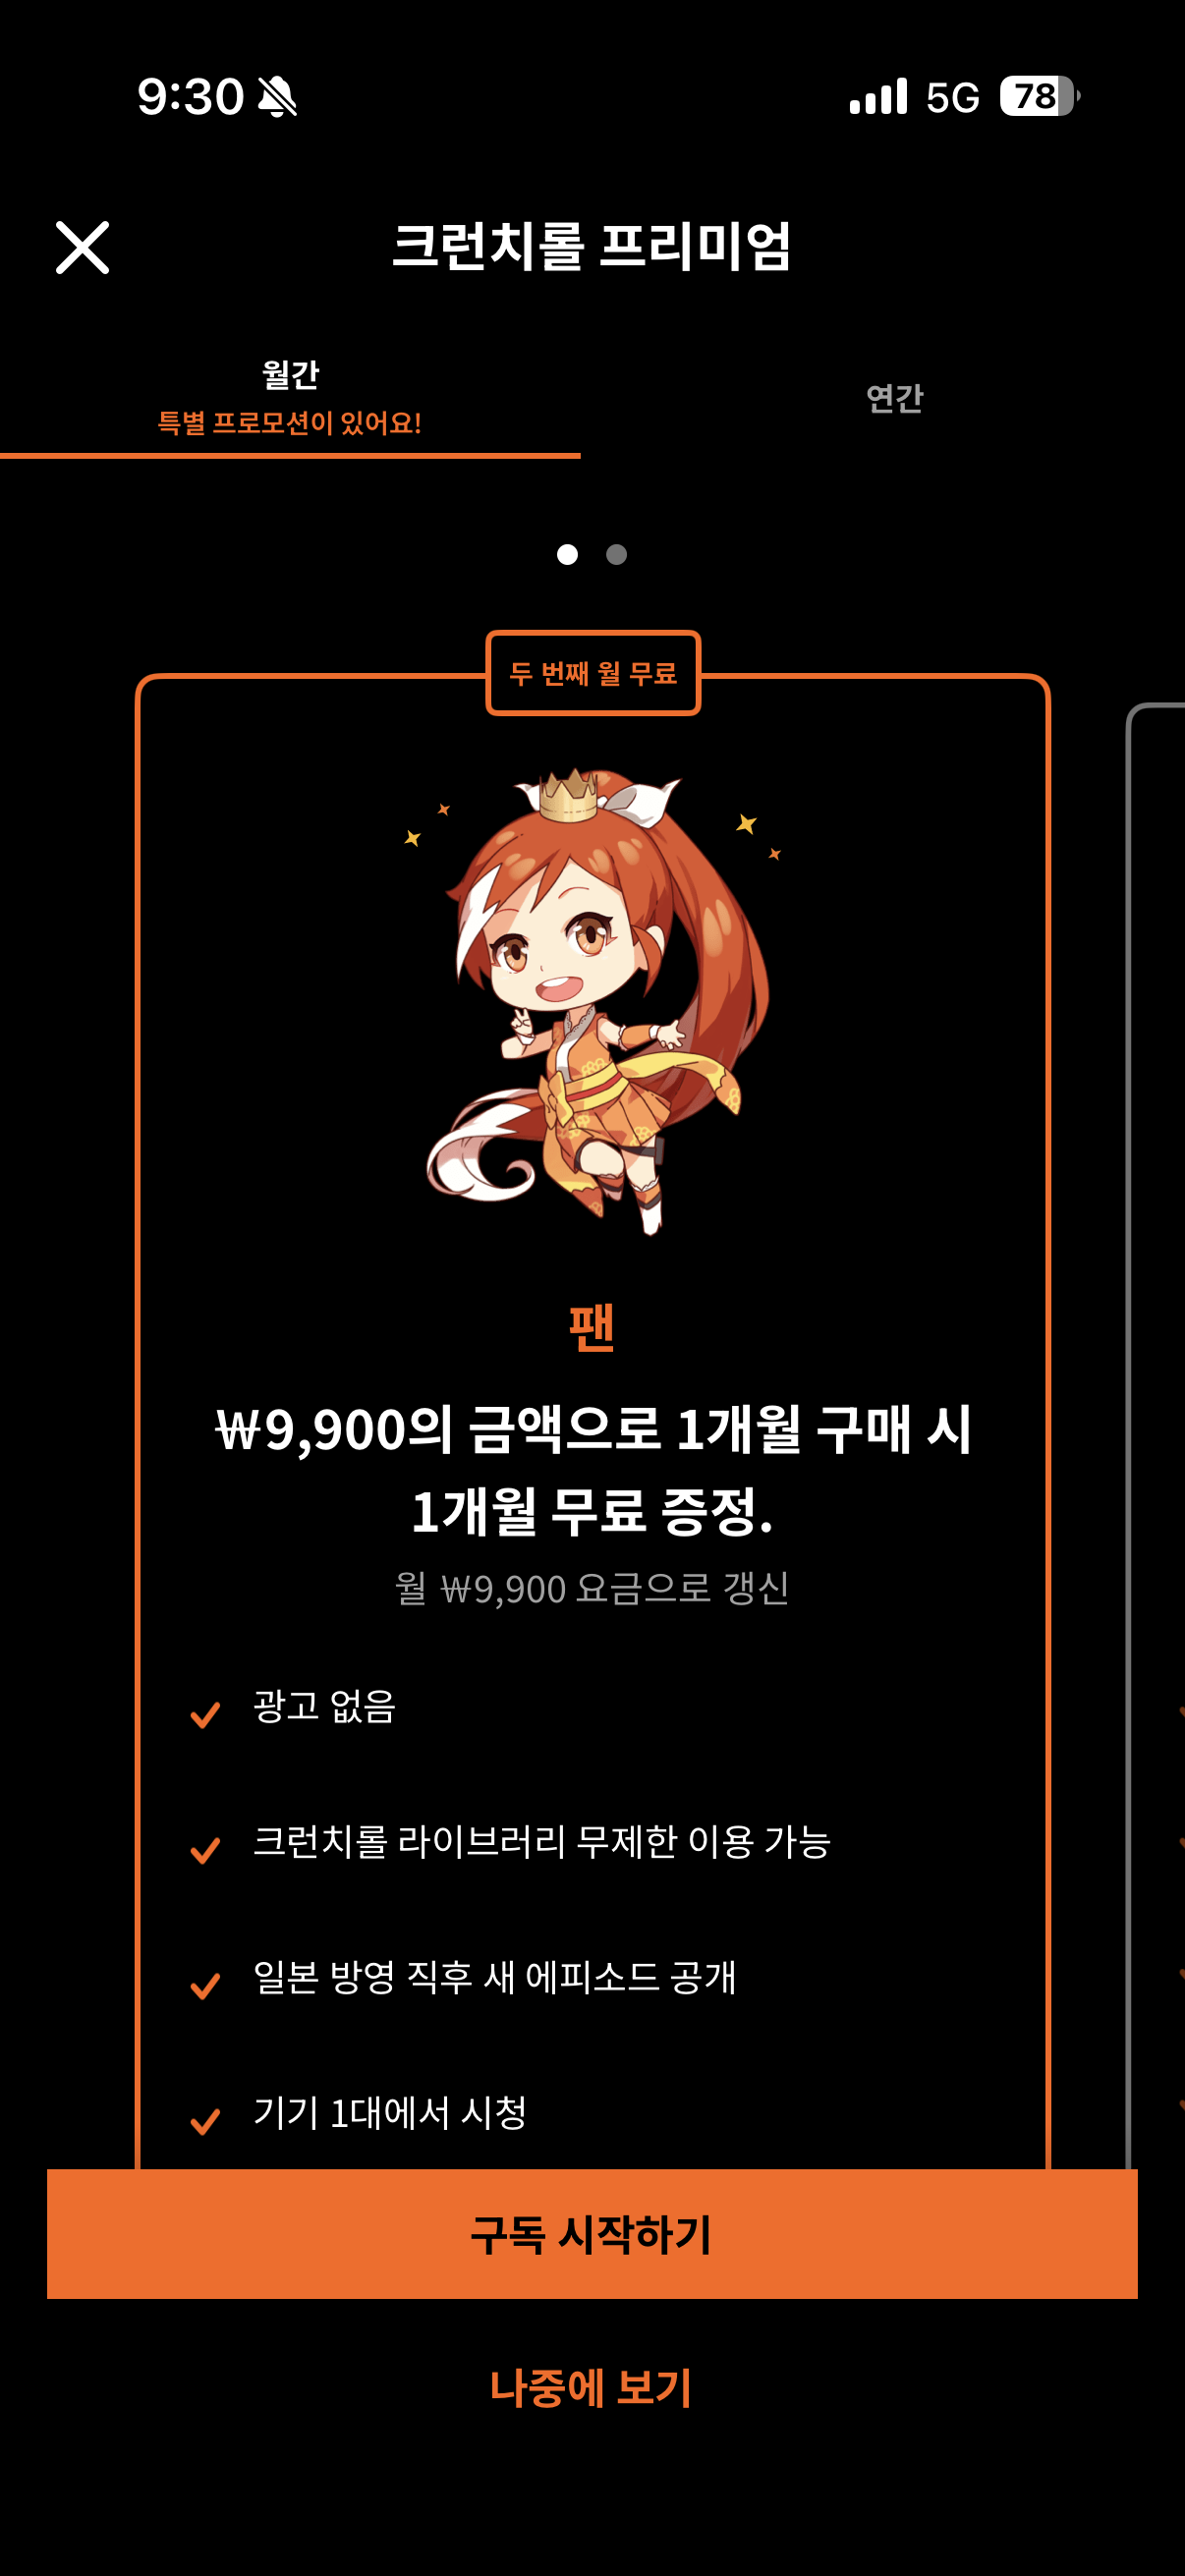 9:30
5G
78
크런치롤 프리미엄
월간
특별 프로모션이 있어요!
연간
두 번째 월 무료
팬
₩9,900의 금액으로 1개월 구매 시
1개월 무료 증정.
월 ₩9,900 요금으로 갱신
광고 없음
크런치롤 라이브러리 무제한 이용 가능
일본 방영 직후 새 에피소드 공개
기기 1대에서 시청
구독 시작하기
나중에 보기